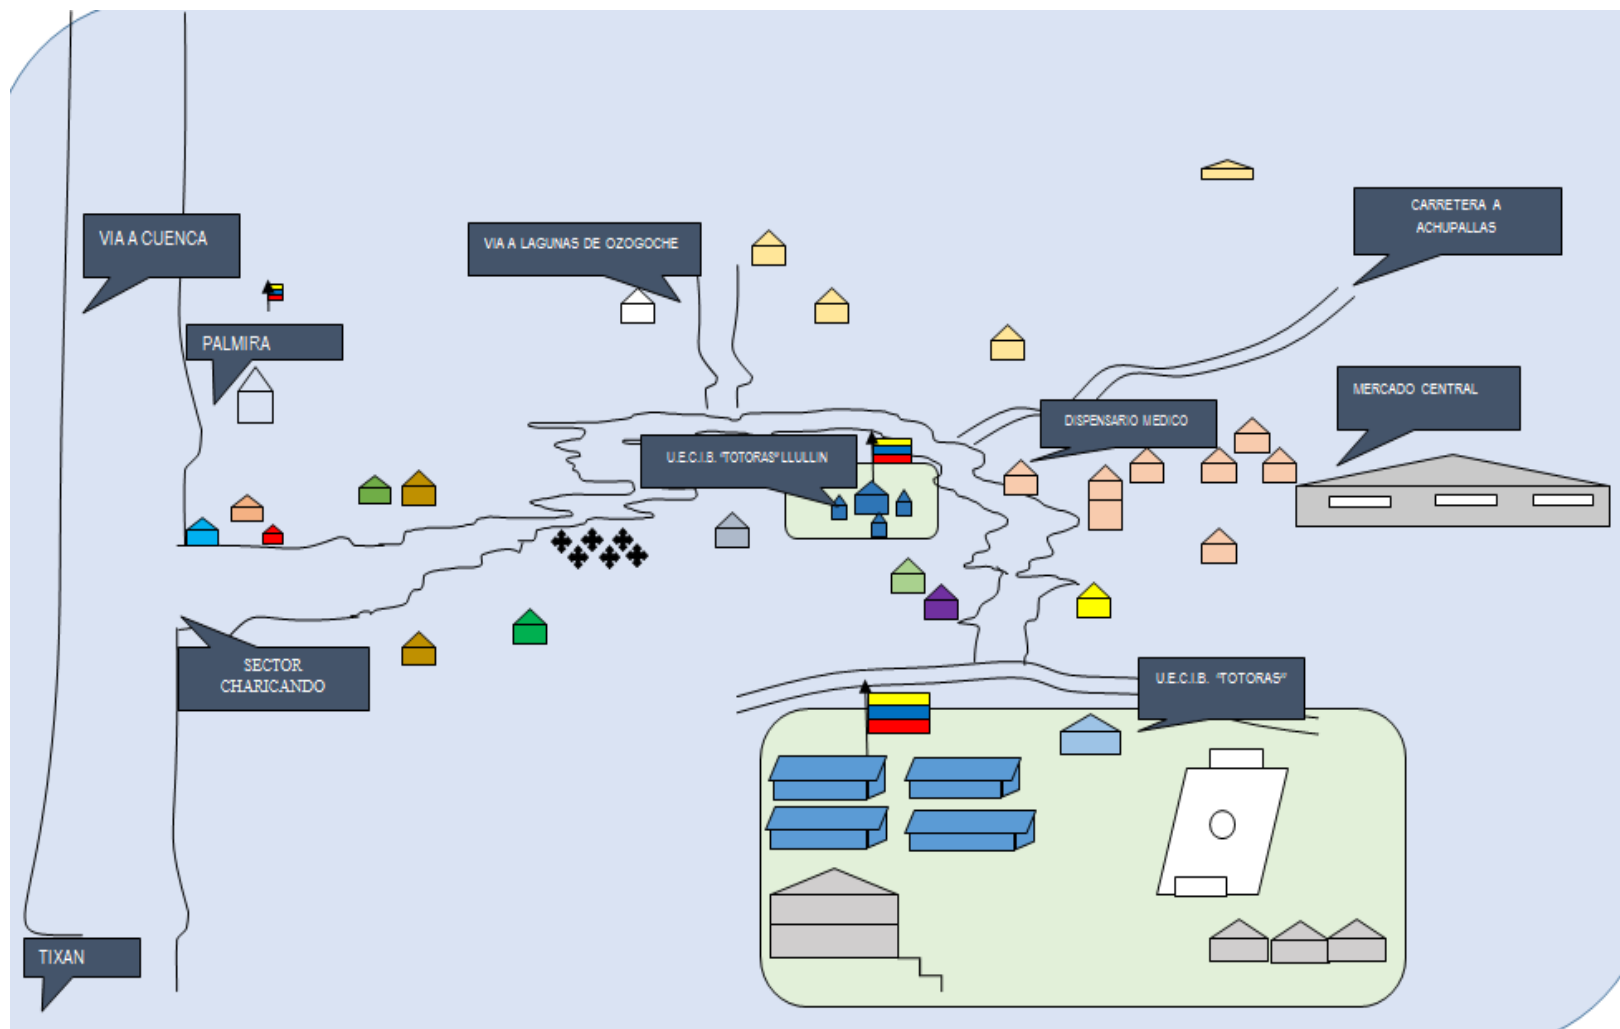 CARRETERA A
ACHUPALLAS
VIA A CUENCA
VIA A LAGUNAS DE OZOGOCHE
PALMIRA
MERCADO CENTRAL
DISPENSARIO MEDICO
U.E.C.I.B. "TOTORAS" LLULLIN
SECTOR
CHARICANDO
U.E.C.I.B. "TOTORAS"
TIXAN